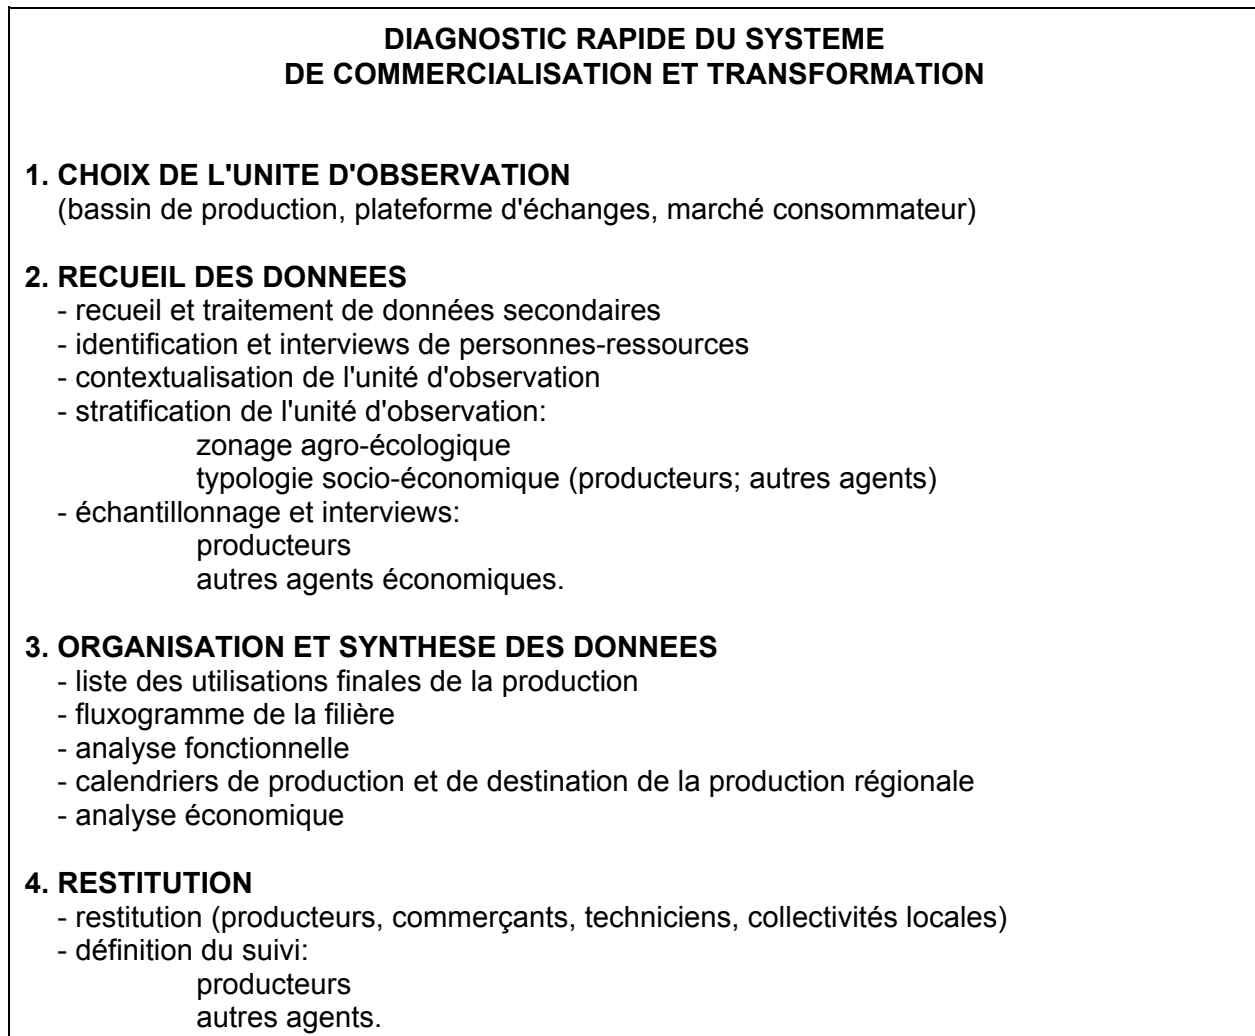 DIAGNOSTIC RAPIDE DU SYSTEME
DE COMMERCIALISATION ET TRANSFORMATION
1. CHOIX DE L'UNITE D'OBSERVATION
(bassin de production, plateforme d'échanges, marché consommateur)
2. RECUEIL DES DONNEES
- recueil et traitement de données secondaires
- identification et interviews de personnes-ressources
- contextualisation de l'unité d'observation
- stratification de l'unité d'observation:
zonage agro-écologique
typologie socio-économique (producteurs; autres agents)
- échantillonnage et interviews:
producteurs
autres agents économiques.
3. ORGANISATION ET SYNTHESE DES DONNEES
- liste des utilisations finales de la production
- fluxogramme de la filière
- analyse fonctionnelle
- calendriers de production et de destination de la production régionale
- analyse économique
4. RESTITUTION
- restitution (producteurs, commerçants, techniciens, collectivités locales)
- définition du suivi:
producteurs
autres agents.